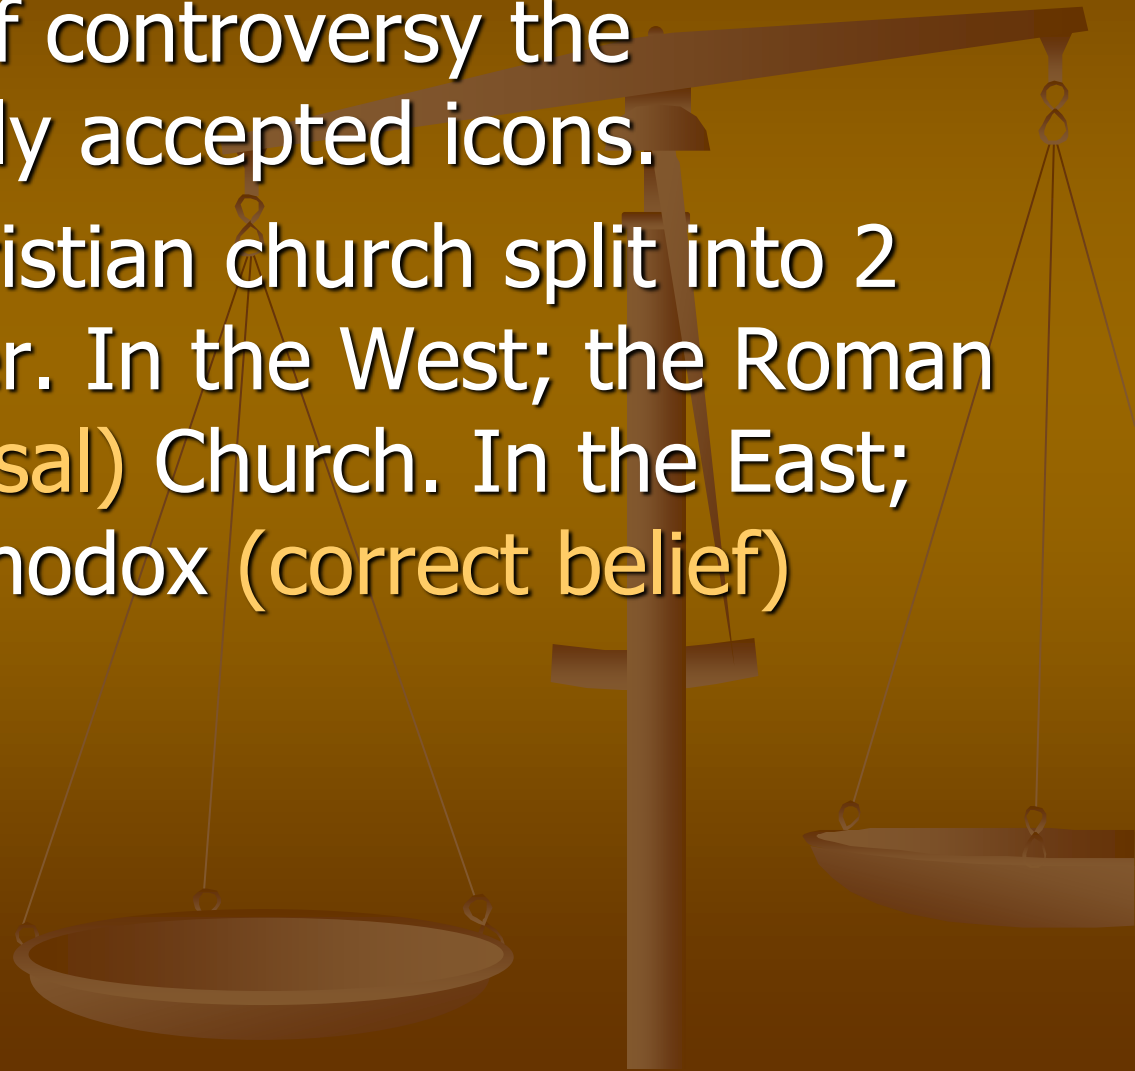 f controversy the
ly accepted icons.
istian church split into 2
r. In the West; the Roman
sal) Church. In the East;
hodox (correct belief)